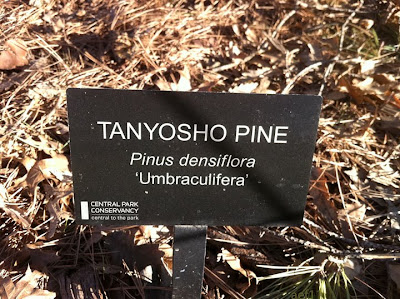 TANYOSHO PINE
Pinus densiflora
'Umbraculifera'
CENTRAL PARK
CONSERVANCY
central to the park